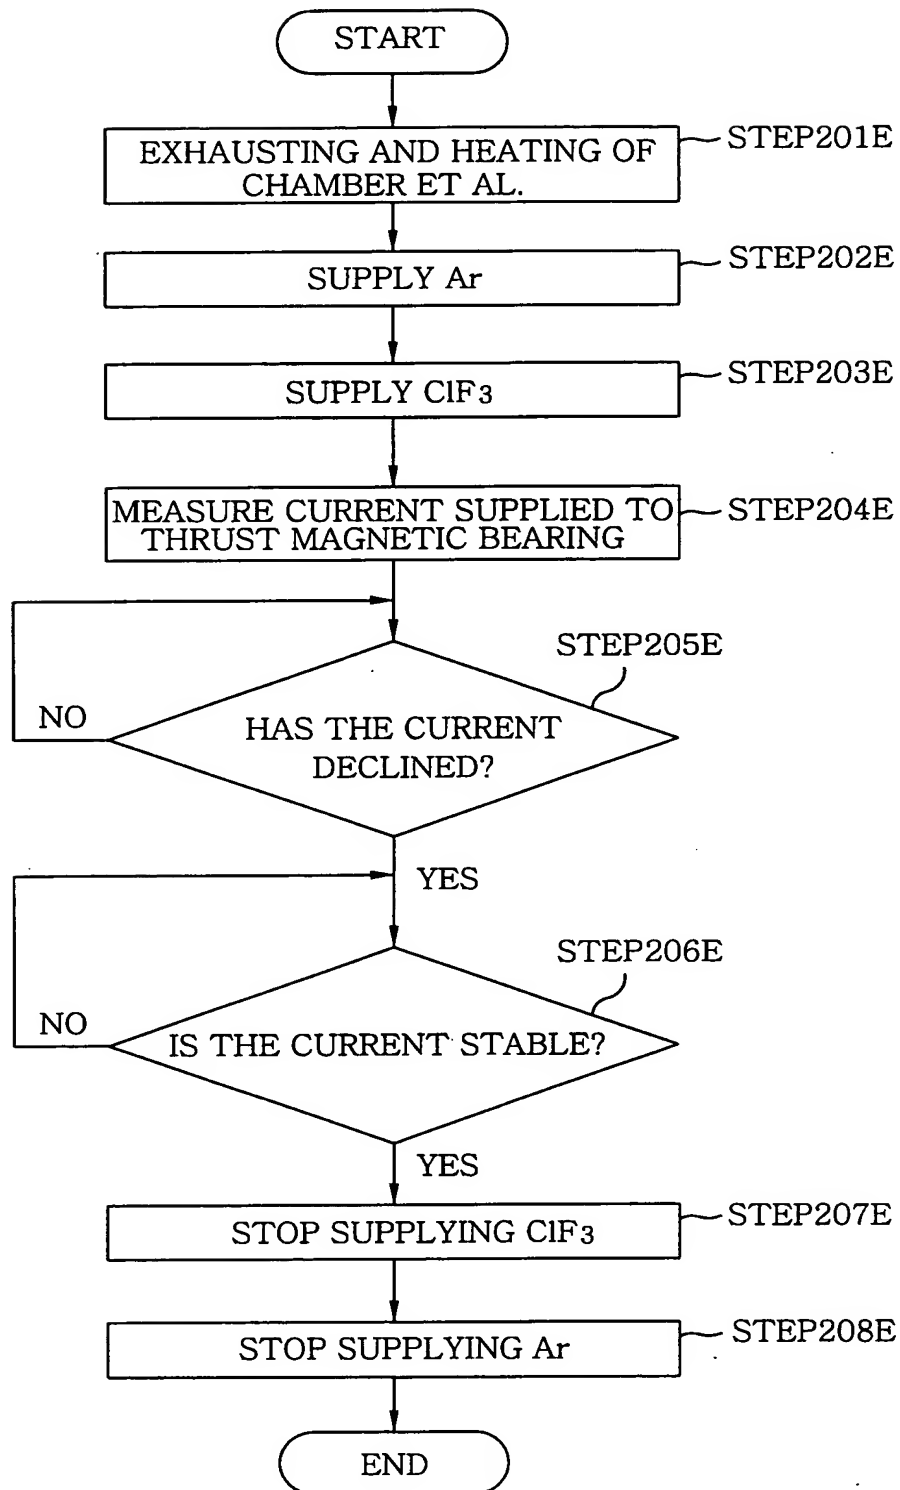 START
EXHAUSTING AND HEATING OF
CHAMBER ET AL.
STEP201E
SUPPLY Ar
STEP202E
SUPPLY ClF3
STEP203E
MEASURE CURRENT SUPPLIED TO
THRUST MAGNETIC BEARING
STEP204E
STEP205E
NO
HAS THE CURRENT
DECLINED?
YES
STEP206E
NO
IS THE CURRENT STABLE?
YES
STOP SUPPLYING ClF3
STEP207E
STOP SUPPLYING Ar
STEP208E
END